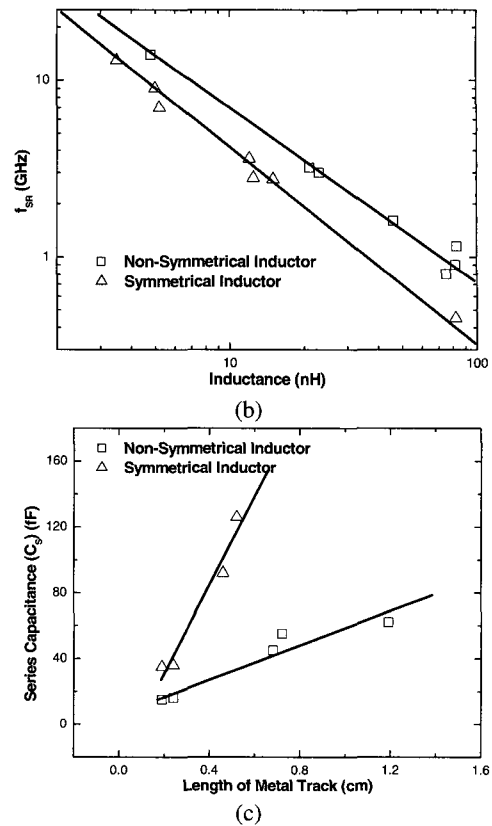 10
1
f_SR (GHz)
□ Non-Symmetrical Inductor
△ Symmetrical Inductor
10
100
Inductance (nH)
(b)
□ Non-Symmetrical Inductor
△ Symmetrical Inductor
160
120
80
40
0
Series Capacitance (C_S) (fF)
0.0 0.4 0.8 1.2 1.6
Length of Metal Track (cm)
(c)